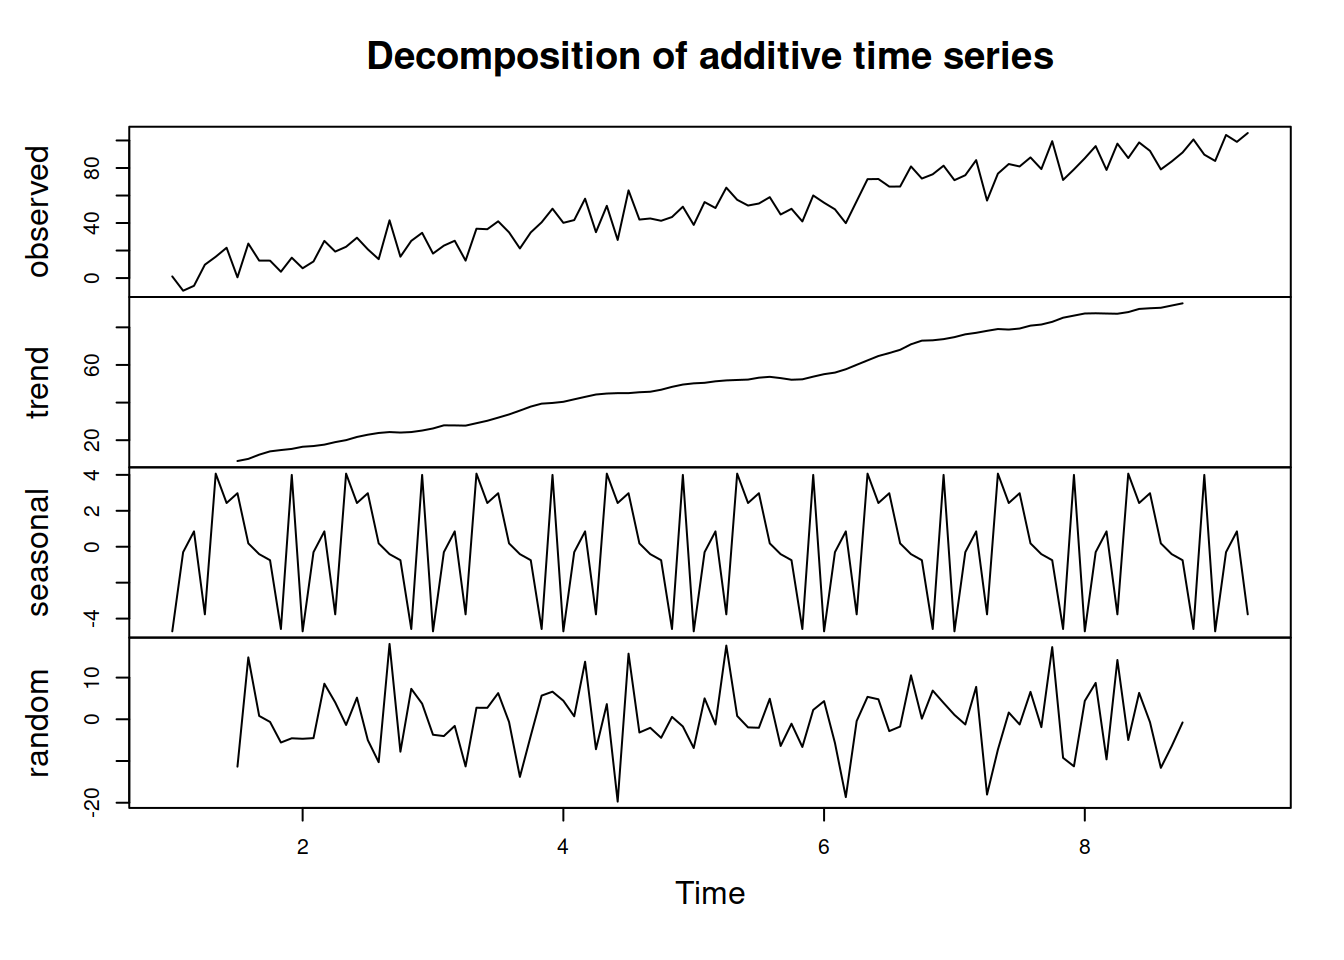 Decomposition of additive time series
observed
0 40 80
trend
20 60
seasonal
-4 0 2 4
random
-20 0 10
2 4 6 8
Time